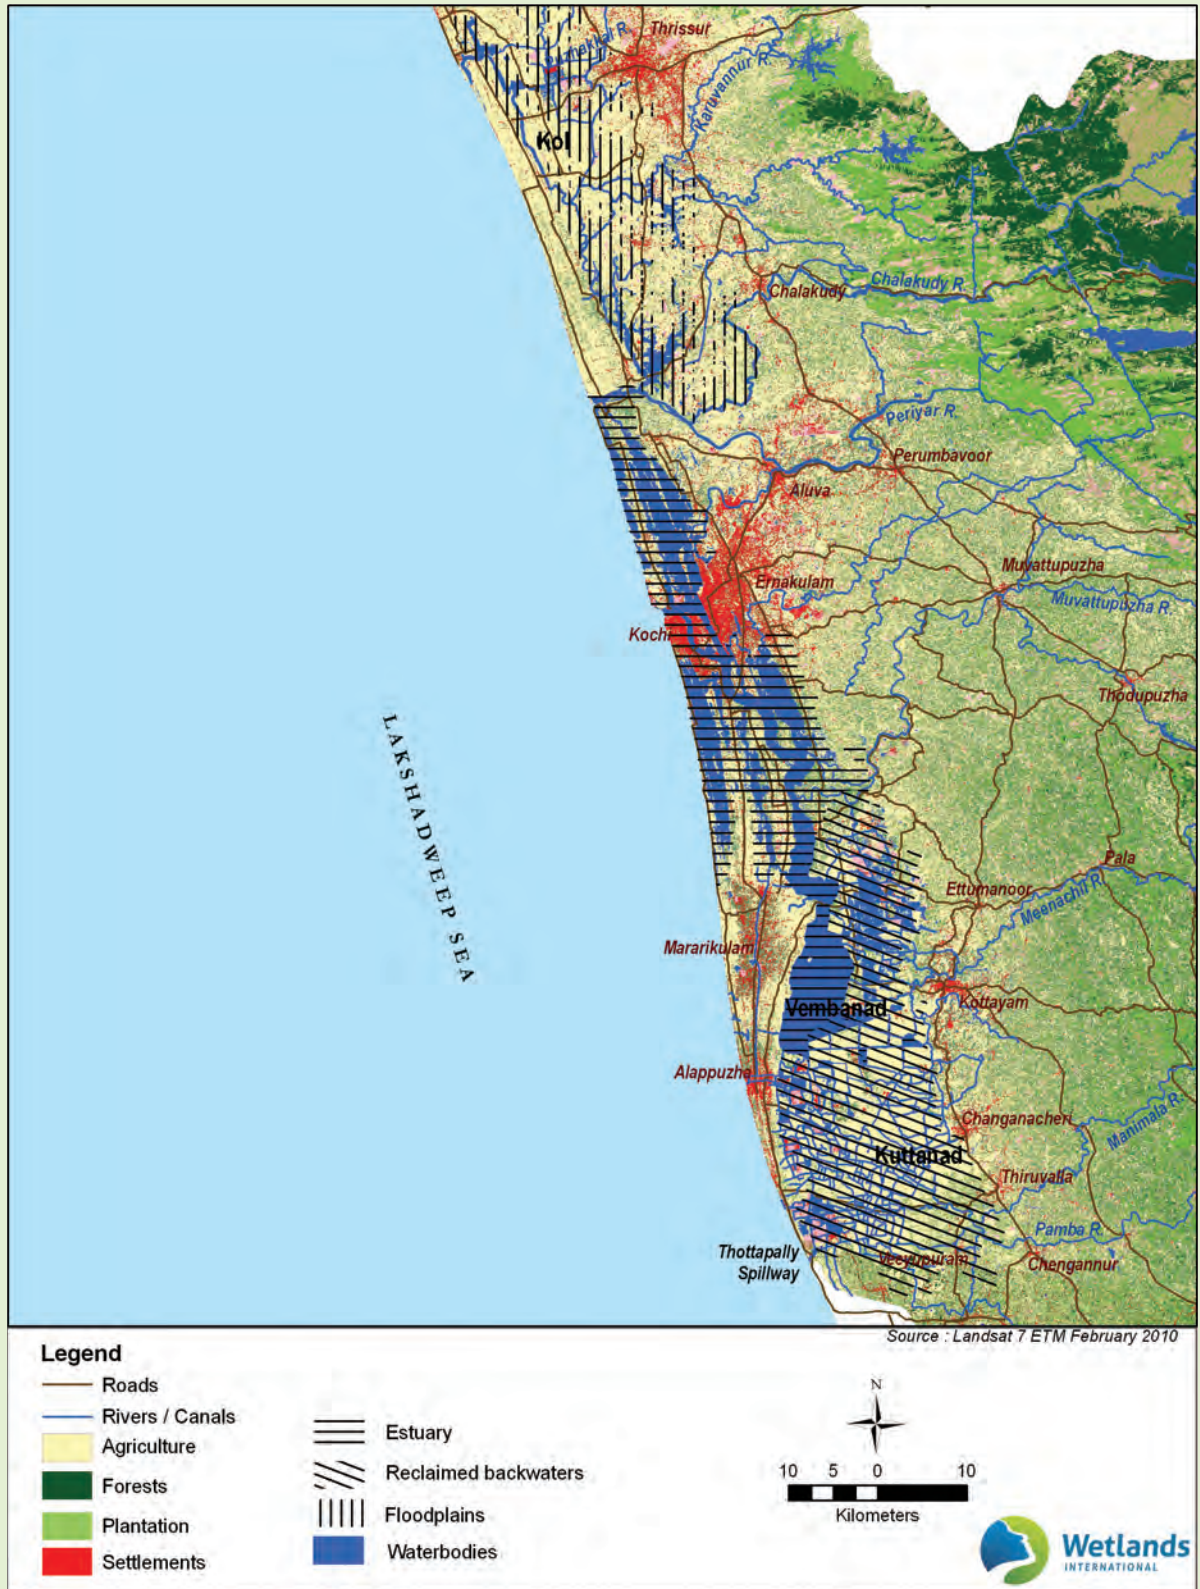 Thrissur
Puzhakkal R.
Karuvannur R.
Kol
Chalakudy
Chalakudy R.
Periyar R.
Perumbavoor
Aluva
Muvattupuzha
Ernakulam
Muvattupuzha R.
Kochi
Thodupuzha
LAKSHADWEEP SEA
Pala
Ettumanoor
Meenachil R.
Mararikulam
Vembanad
Kottayam
Alappuzha
Changanacheri
Manimala R.
Kuttanad
Thiruvalla
Pamba R.
Thottapally
Spillway
Veeyupuram
Chengannur
Source : Landsat 7 ETM February 2010
Legend
Roads
Rivers / Canals
Agriculture
Forests
Plantation
Settlements
Estuary
Reclaimed backwaters
Floodplains
Waterbodies
N
10 5 0 10
Kilometers
Wetlands
INTERNATIONAL